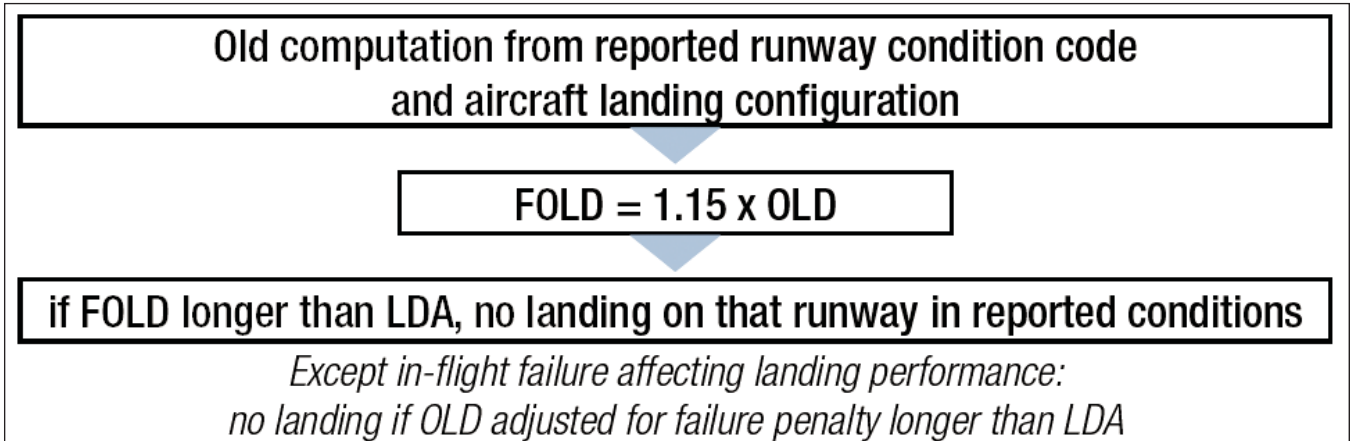 Old computation from reported runway condition code
and aircraft landing configuration
FOLD = 1.15 x OLD
if FOLD longer than LDA, no landing on that runway in reported conditions
Except in-flight failure affecting landing performance:
no landing if OLD adjusted for failure penalty longer than LDA